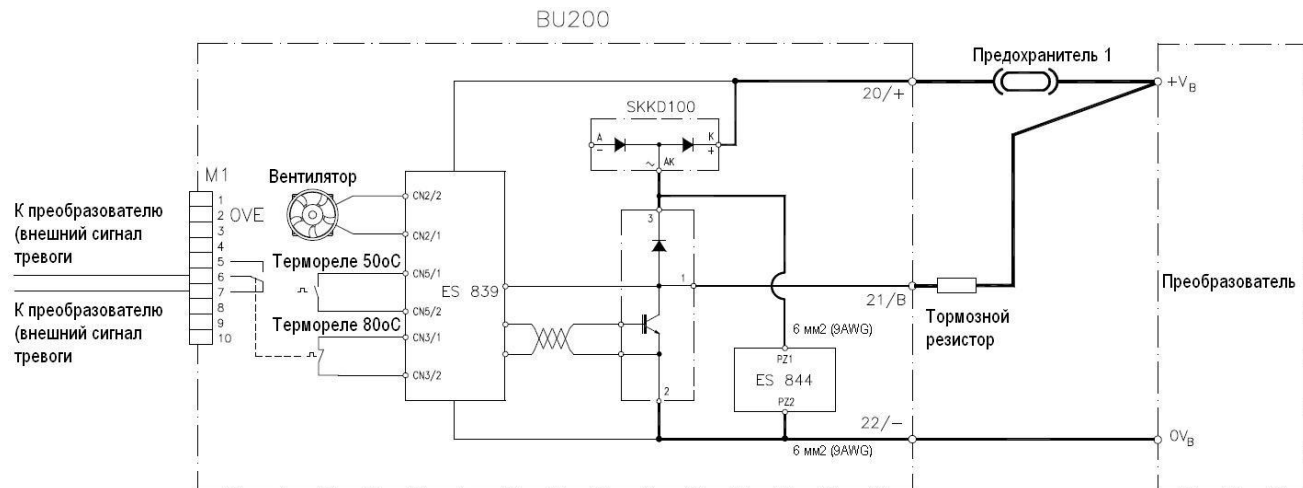 BU200
Предохранитель 1
20/+
+VB
SKKD100
A
K
−
+
~
AK
M1
Вентилятор
1
2
3
4
5
6
7
8
9
10
OVE
К преобразователю
(внешний сигнал
тревоги
К преобразователю
(внешний сигнал
тревоги
CN2/2
CN2/1
Термореле 50оС
CN5/1
ES 839
CN5/2
Термореле 80оС
CN3/1
CN3/2
3
1
2
21/B
Тормозной
резистор
Преобразователь
6 мм2 (9AWG)
PZ1
ES 844
PZ2
22/−
6 мм2 (9AWG)
0VB